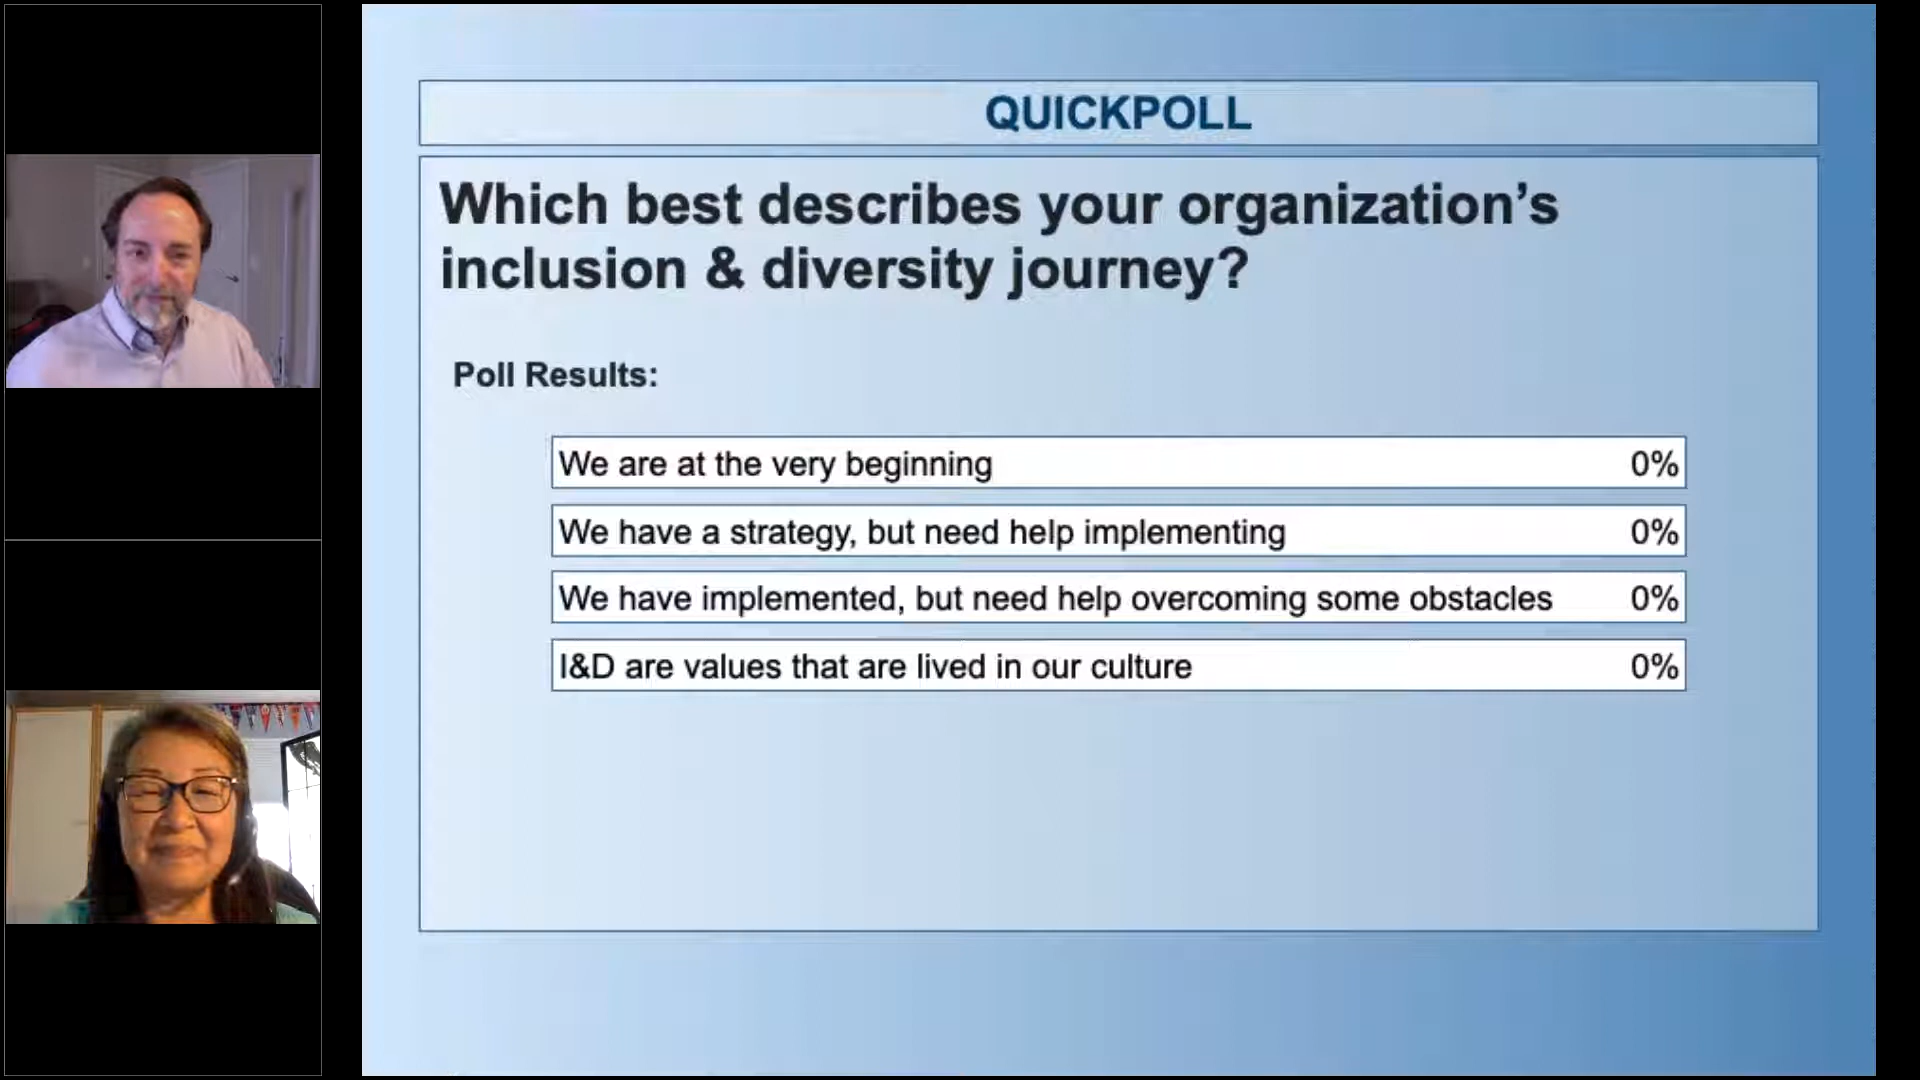 QUICKPOLL
Which best describes your organization’s
inclusion & diversity journey?
Poll Results:
We are at the very beginning 0%
We have a strategy, but need help implementing 0%
We have implemented, but need help overcoming some obstacles 0%
I&D are values that are lived in our culture 0%